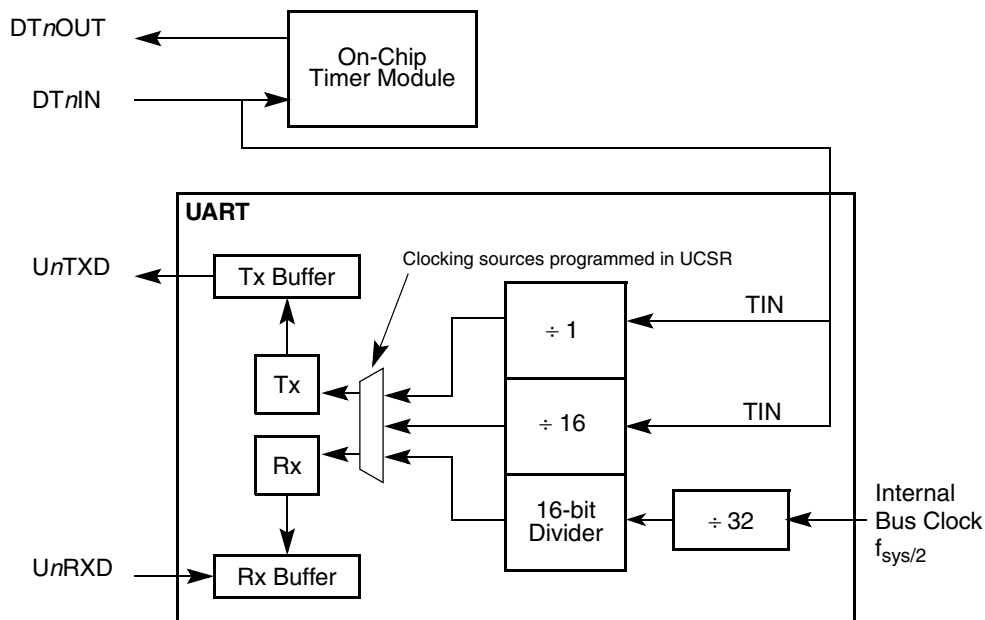 DTnOUT
On-Chip
Timer Module
DTnIN
UART
UnTXD
Tx Buffer
Clocking sources programmed in UCSR
÷ 1
TIN
Tx
÷ 16
TIN
Rx
16-bit
Divider
÷ 32
Internal
Bus Clock
fsys/2
UnRXD
Rx Buffer